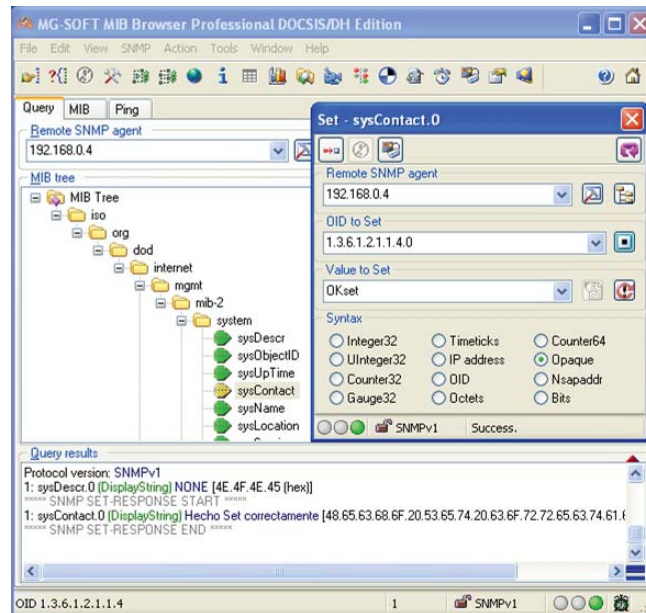 MG-SOFT MIB Browser Professional DOCSIS/DH Edition
File Edit View SNMP Action Tools Window Help
Query MIB Ping
Remote SNMP agent
192.168.0.4
MIB tree
MIB Tree
iso
org
dod
internet
mgmt
mib-2
system
sysDescr
sysObjectID
sysUpTime
sysContact
sysName
sysLocation
Set - sysContact.0
Remote SNMP agent
192.168.0.4
OID to Set
1.3.6.1.2.1.1.4.0
Value to Set
OKset
Syntax
Integer32 Timeticks Counter64
UInteger32 IP address Opaque
Counter32 OID Nsapaddr
Gauge32 Octets Bits
SNMPv1 Success.
Query results
Protocol version: SNMPv1
1: sysDescr.0 (DisplayString) NONE [4E.4F.4E.45 (hex)]
***** SNMP SET-RESPONSE START *****
1: sysContact.0 (DisplayString) Hecho Set correctamente [48.65.63.68.6F.20.53.65.74.20.63.6F.72.72.65.63.74.61.6
***** SNMP SET-RESPONSE END *****
OID 1.3.6.1.2.1.1.4 1 SNMPv1